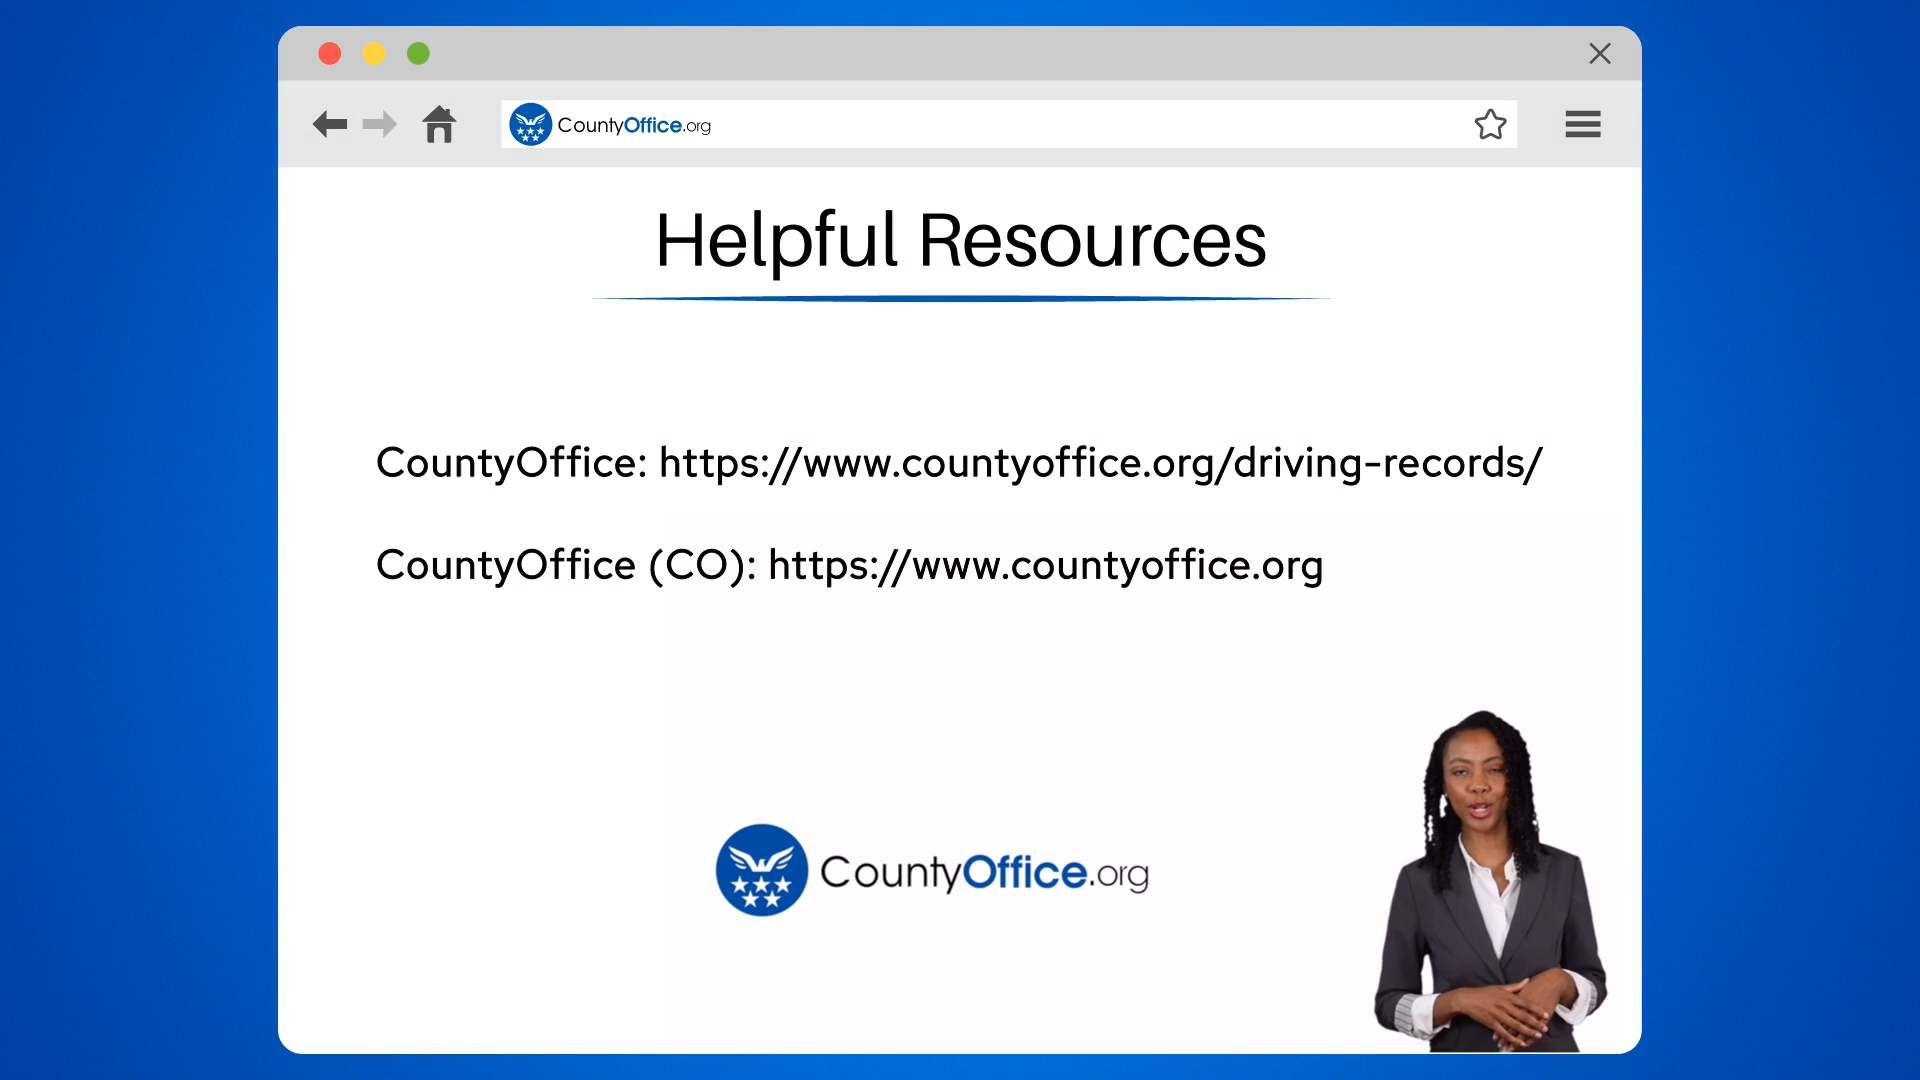 CountyOffice.org
Helpful Resources
CountyOffice: https://www.countyoffice.org/driving-records/
CountyOffice (CO): https://www.countyoffice.org
CountyOffice.org